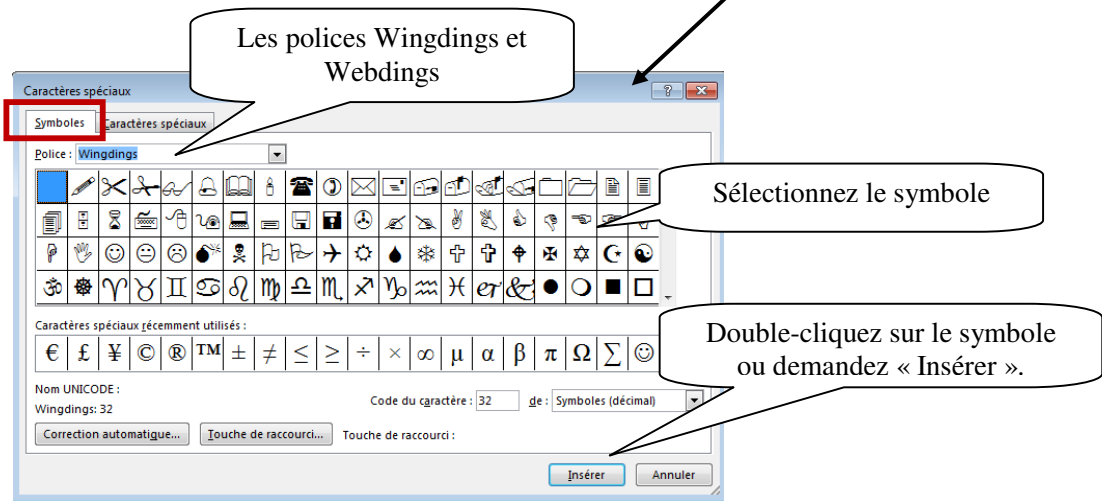 Les polices Wingdings et
Webdings
Caractères spéciaux
?
Symboles
Caractères spéciaux
Police : Wingdings
Sélectionnez le symbole
Caractères spéciaux récemment utilisés :
€ £ ¥ © ® ™ ± ≠ ≤ ≥ ÷ × ∞ µ α β π Ω ∑ ☺
Double-cliquez sur le symbole
ou demandez « Insérer ».
Nom UNICODE :
Wingdings: 32
Code du caractère : 32 de : Symboles (décimal)
Correction automatique... Touche de raccourci... Touche de raccourci :
Insérer Annuler